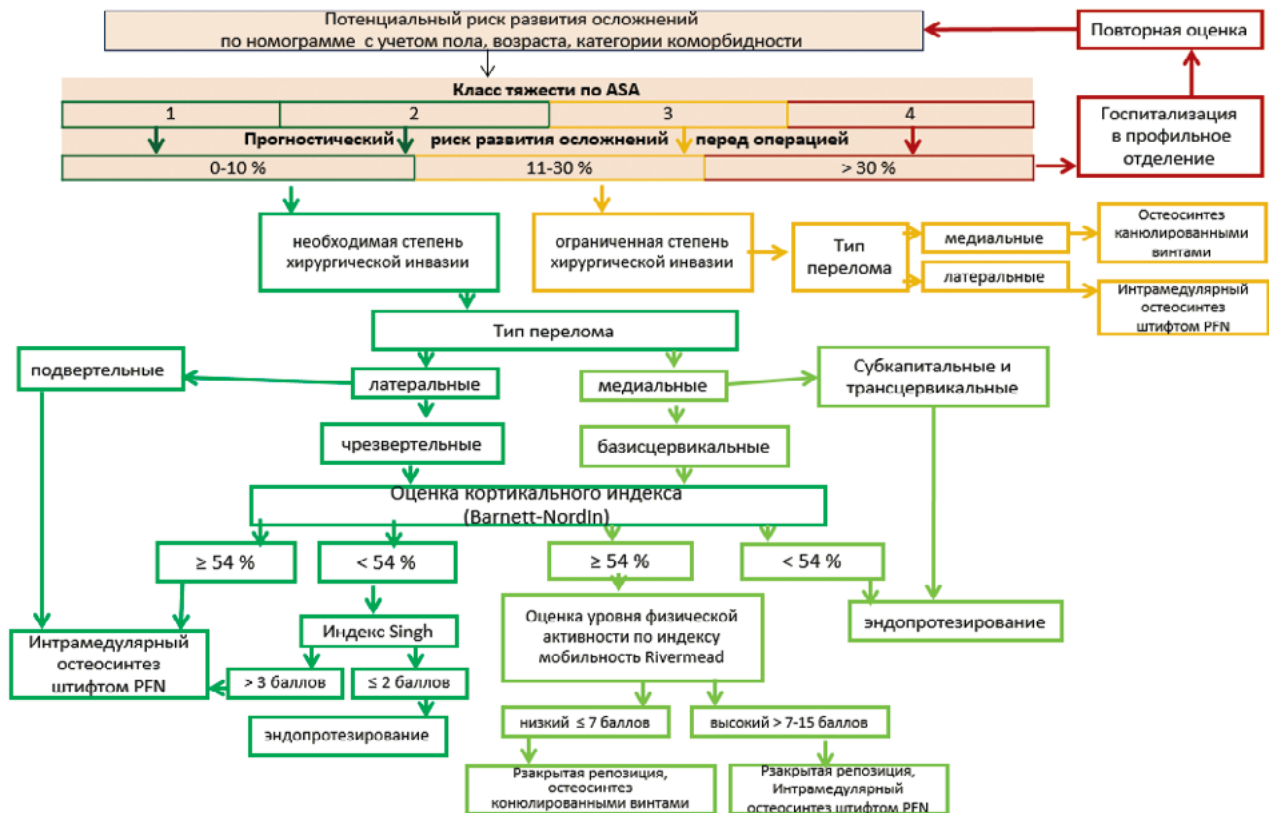 Потенциальный риск развития осложнений
по номограмме с учетом пола, возраста, категории коморбидности
Повторная оценка
Класс тяжести по ASA
1
2
3
4
Прогностический риск развития осложнений перед операцией
0-10 %
11-30 %
> 30 %
Госпитализация
в профильное
отделение
необходимая степень
хирургической инвазии
ограниченная степень
хирургической инвазии
Тип
перелома
медиальные
латеральные
Остеосинтез
канюлированными
винтами
Интрамедулярный
остеосинтез
штифтом PFN
Тип перелома
подвертельные
латеральные
медиальные
Субкапитальные и
трансцервикальные
чрезвертельные
базисцервикальные
Оценка кортикального индекса
(Barnett-NordIn)
≥ 54 %
< 54 %
≥ 54 %
< 54 %
Интрамедулярный
остеосинтез
штифтом PFN
Индекс Singh
> 3 баллов
≤ 2 баллов
эндопротезирование
Оценка уровня физической
активности по индексу
мобильность Rivermead
эндопротезирование
низкий ≤ 7 баллов
высокий > 7-15 баллов
Рзакрытая репозиция,
остеосинтез
конюлированными винтами
Рзакрытая репозиция,
Интрамедулярный
остеосинтез штифтом PFN